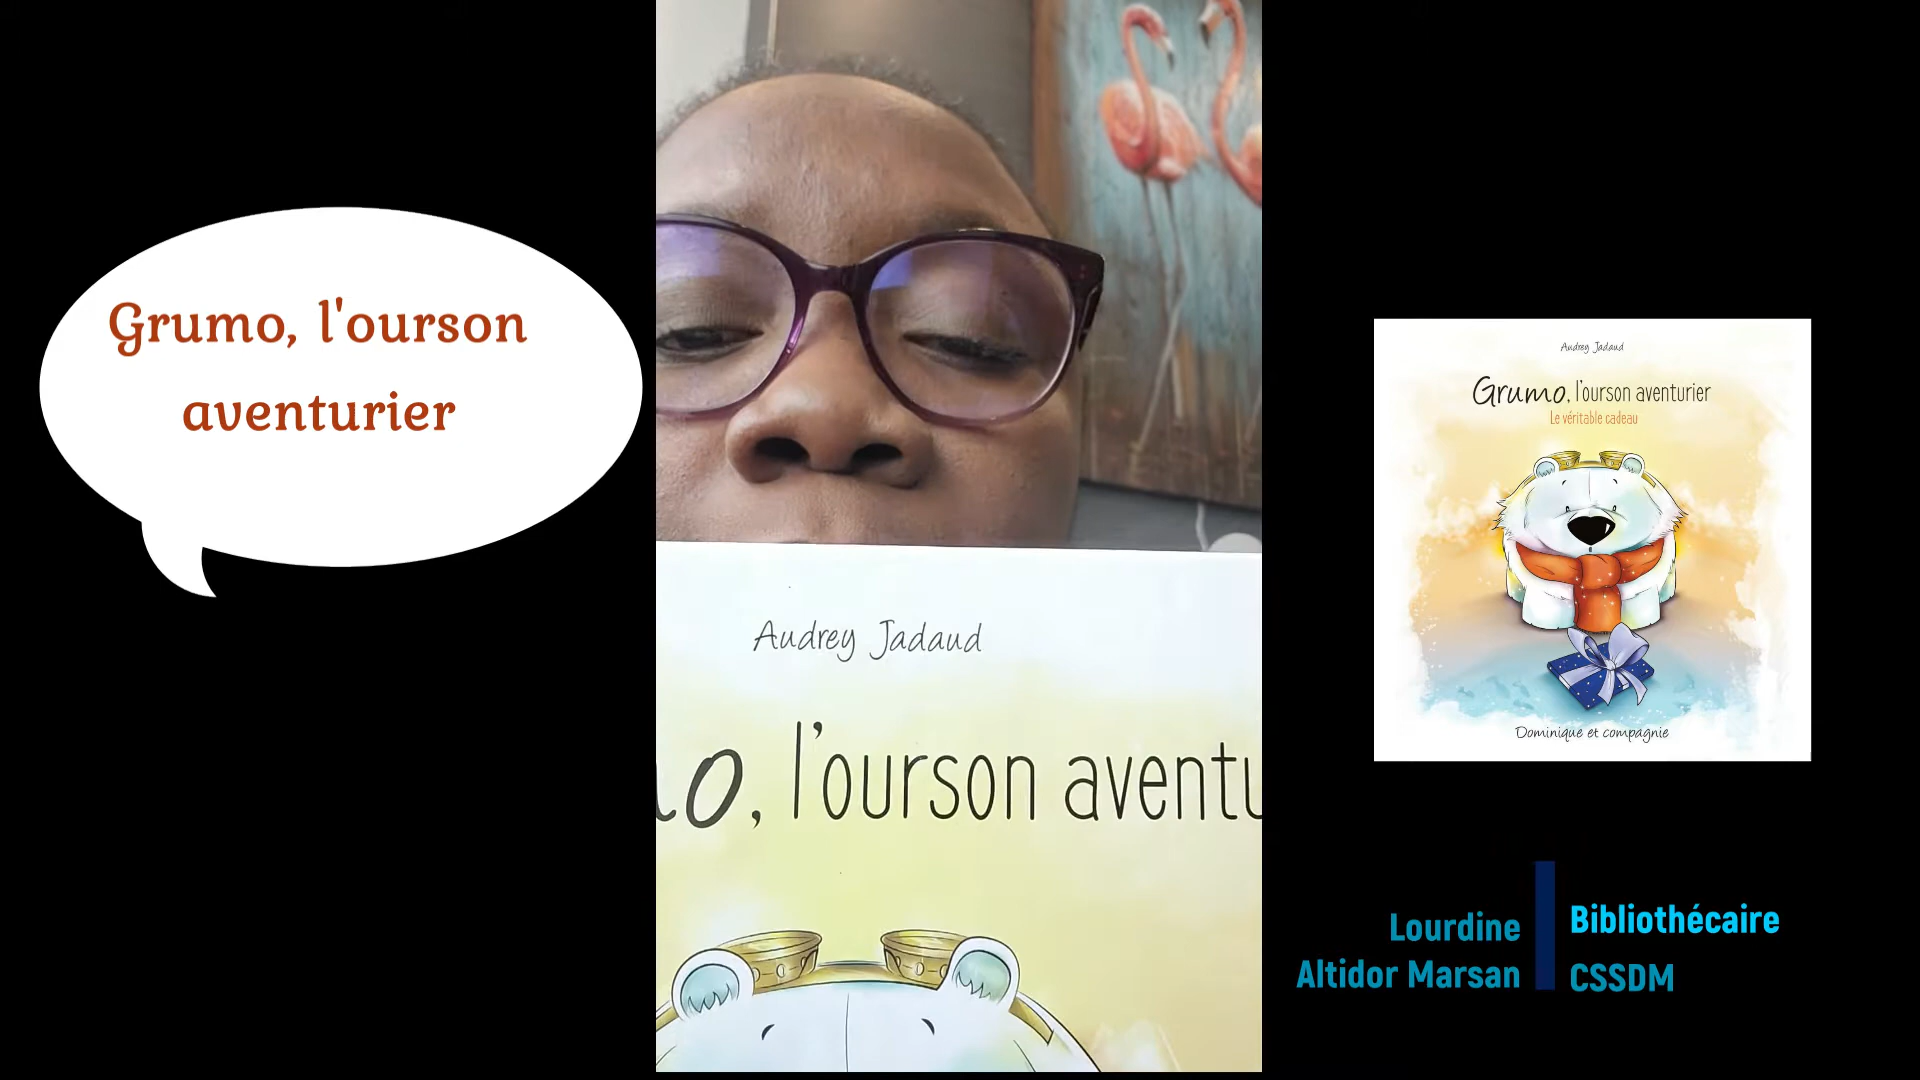 Grumo, l'ourson
aventurier
Audrey Jadaud
o, l'ourson aventu
Audrey Jadaud
Grumo, l'ourson aventurier
Le véritable cadeau
Dominique et compagnie
Lourdine
Altidor Marsan
Bibliothécaire
CSSDM